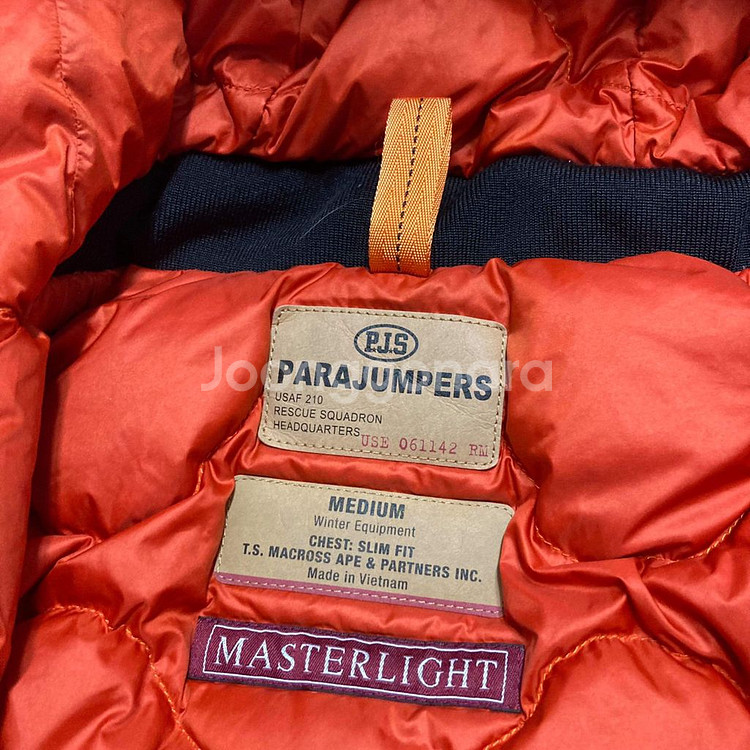 P.J.S
PARAJUMPERS
USAF 210
RESCUE SQUADRON
HEADQUARTERS
USE 061142 RM
MEDIUM
Winter Equipment
CHEST: SLIM FIT
T.S. MACROSS APE & PARTNERS INC.
Made in Vietnam
MASTERLIGHT